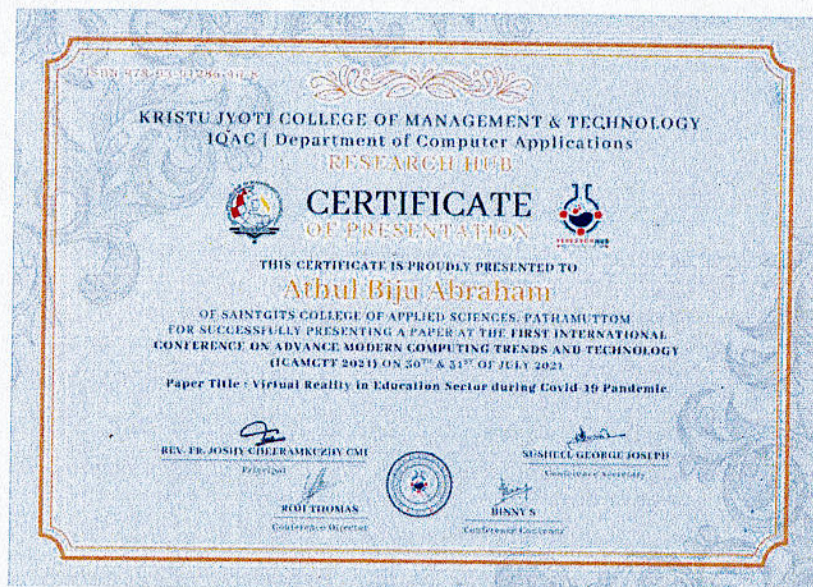 KRISTU JYOTI COLLEGE OF MANAGEMENT & TECHNOLOGY
IQAC | Department of Computer Applications
RESEARCH HUB
CERTIFICATE
OF PRESENTATION
RESEARCH HUB
THIS CERTIFICATE IS PROUDLY PRESENTED TO
Athul Biju Abraham
OF SAINTGITS COLLEGE OF APPLIED SCIENCES, PATHAMUTTOM
FOR SUCCESSFULLY PRESENTING A PAPER AT THE FIRST INTERNATIONAL
CONFERENCE ON ADVANCE MODERN COMPUTING TRENDS AND TECHNOLOGY
(ICAMCTT 2021) ON 30TH & 31ST OF JULY 2021
Paper Title : Virtual Reality in Education Sector during Covid-19 Pandemic
REV. FR. JOSHY CHEERAMKUZHY CMI
Principal
SUSHEEL GEORGE JOSEPH
Conference Secretary
ROJI THOMAS
Conference Director
BINNY S
Conference Convenor